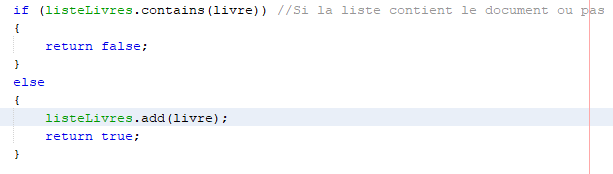 if (listeLivres.contains(livre)) //Si la liste contient le document ou pas
{
    return false;
}
else
{
    listeLivres.add(livre);
    return true;
}